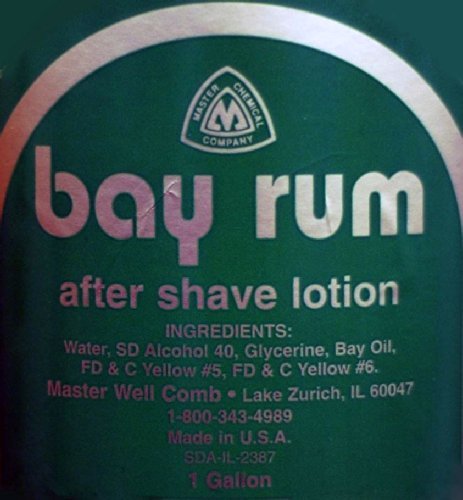 MASTER CHEMICAL
M
COMPANY
bay rum
after shave lotion
INGREDIENTS:
Water, SD Alcohol 40, Glycerine, Bay Oil,
FD & C Yellow #5, FD & C Yellow #6.
Master Well Comb • Lake Zurich, IL 60047
1-800-343-4989
Made in U.S.A.
SDA-IL-2387
1 Gallon